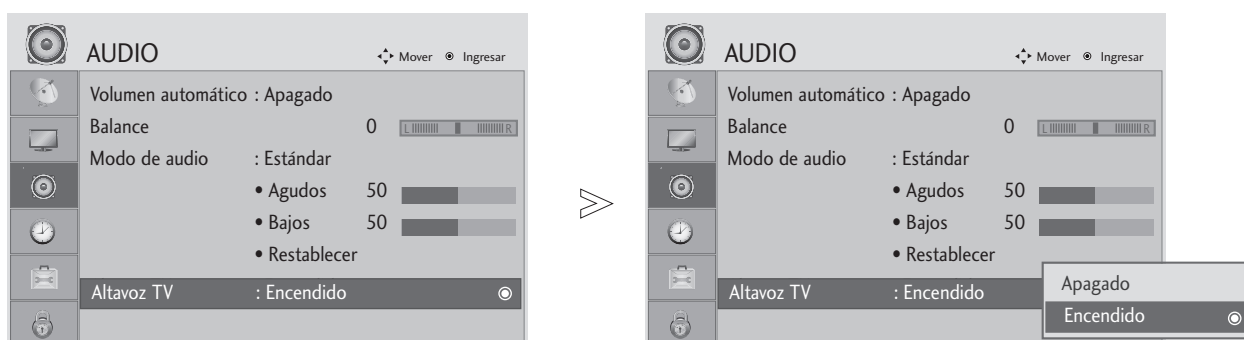 AUDIO
Mover Ingresar
Volumen automático : Apagado
Balance 0 L R
Modo de audio : Estándar
• Agudos 50
• Bajos 50
• Restablecer
Altavoz TV : Encendido
AUDIO
Mover Ingresar
Volumen automático : Apagado
Balance 0 L R
Modo de audio : Estándar
• Agudos 50
• Bajos 50
• Restablecer
Altavoz TV : Encendido
Apagado
Encendido